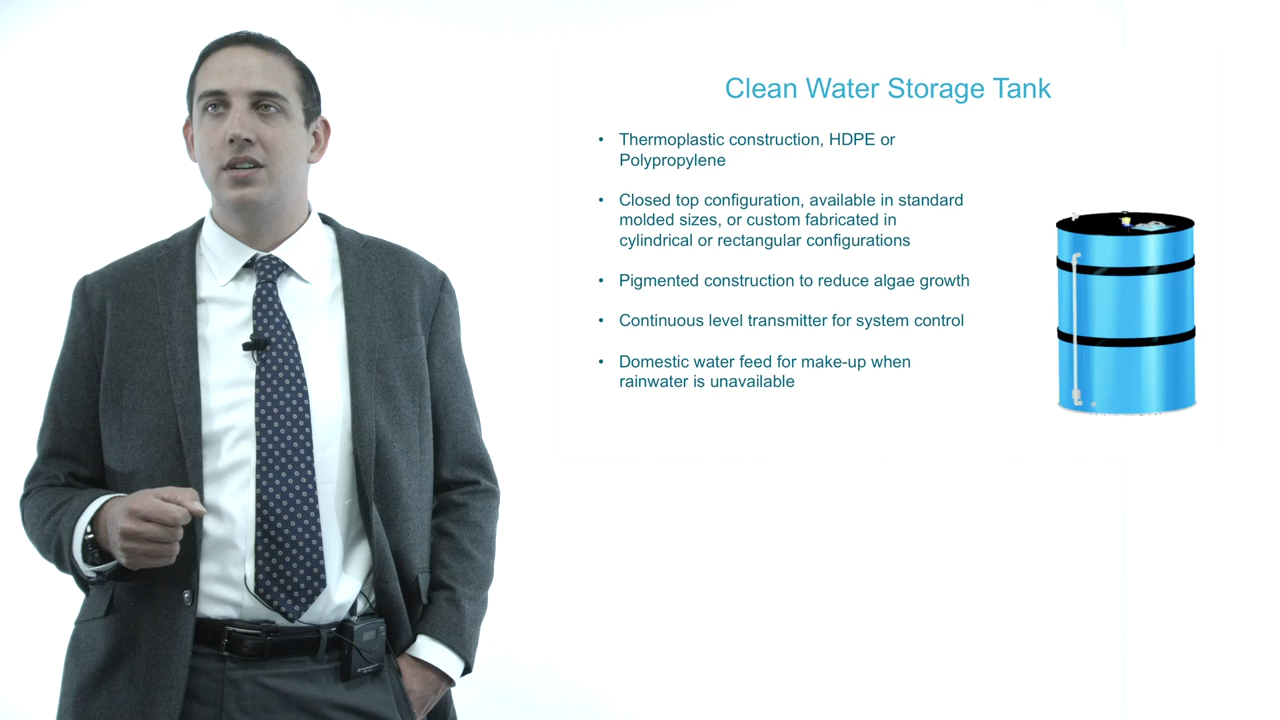 Clean Water Storage Tank
• Thermoplastic construction, HDPE or
Polypropylene
• Closed top configuration, available in standard
molded sizes, or custom fabricated in
cylindrical or rectangular configurations
• Pigmented construction to reduce algae growth
• Continuous level transmitter for system control
• Domestic water feed for make-up when
rainwater is unavailable